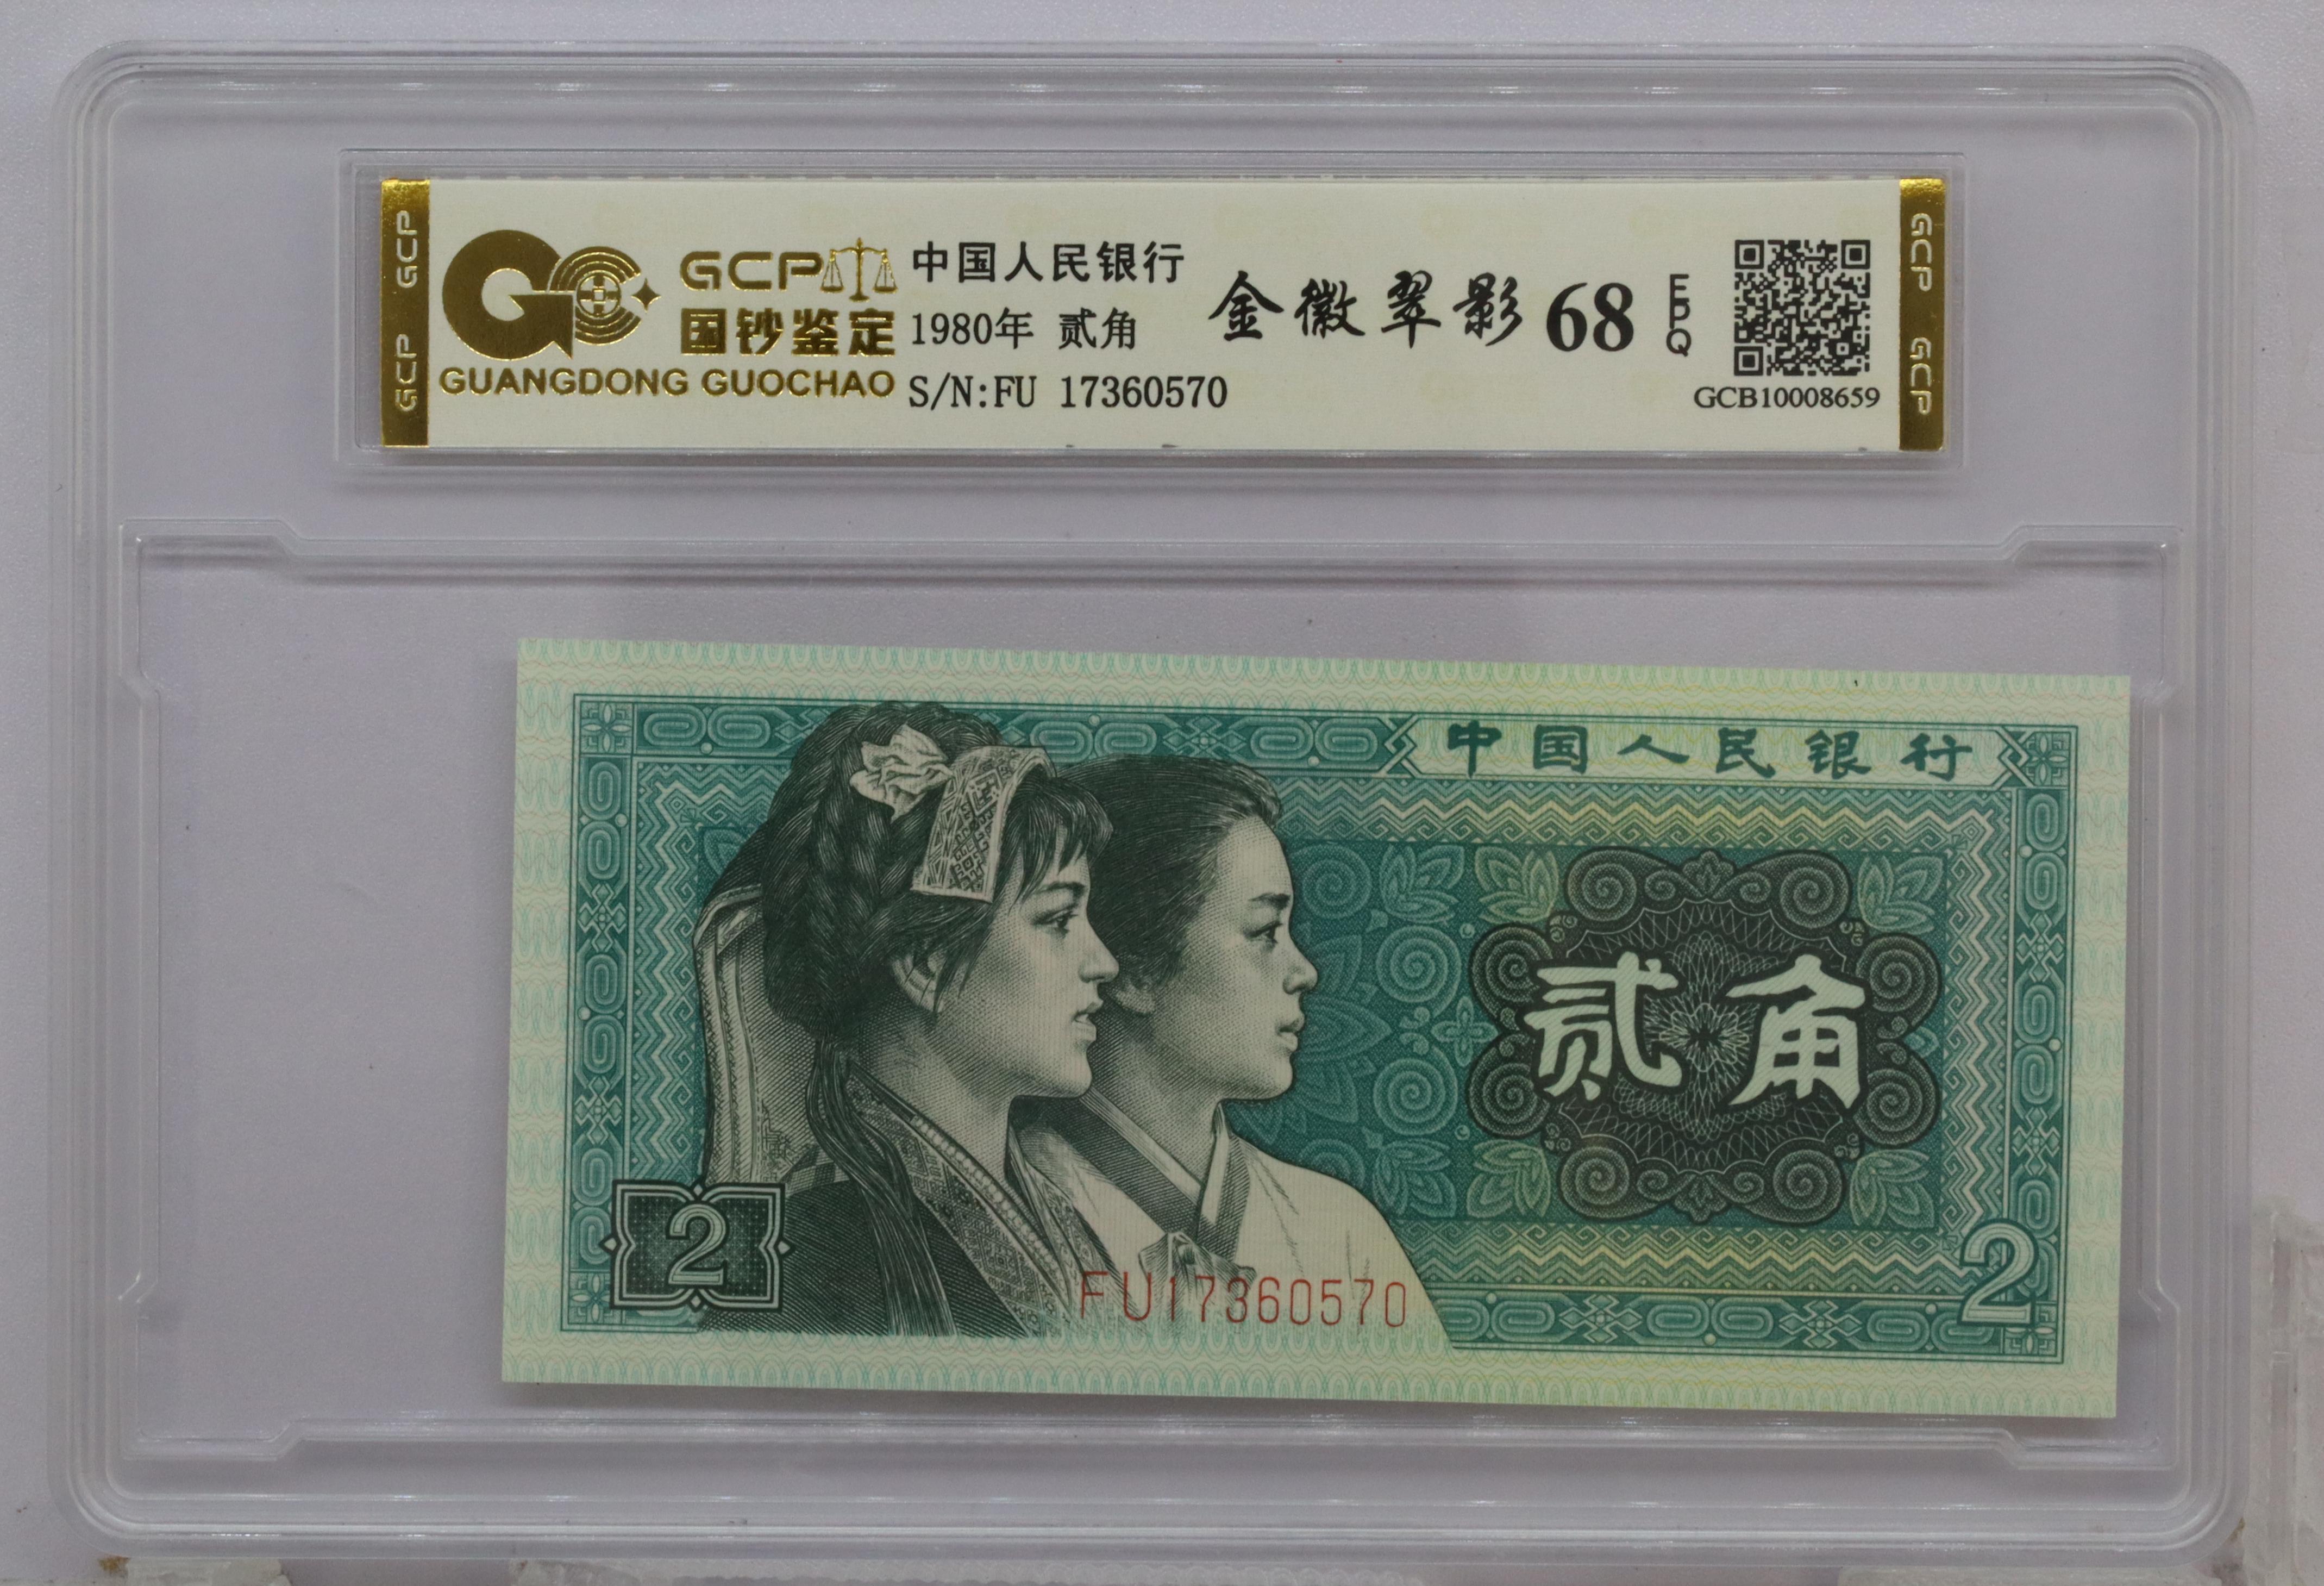 GCP GCP
GCP
国钞鉴定
GUANGDONG GUOCHAO
中国人民银行
1980年 贰角
S/N:FU 17360570
金徽翠影 68 EPQ
GCB10008659
GCP GCP
中国人民银行
贰角
2
FU17360570
2